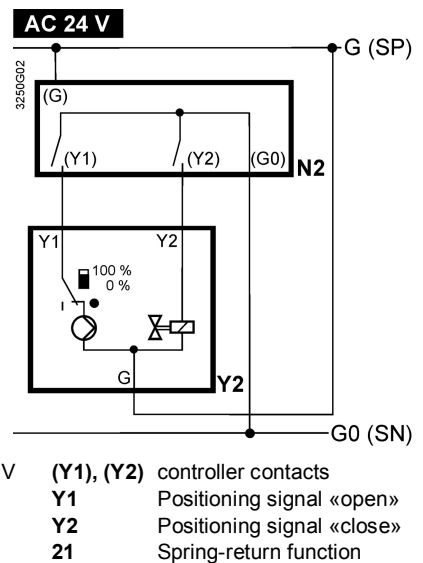 AC 24 V
G (SP)
3250G02
(G)
(Y1) (Y2) (G0)
N2
Y1 Y2
100 %
0 %
G
Y2
G0 (SN)
V (Y1), (Y2) controller contacts
Y1 Positioning signal «open»
Y2 Positioning signal «close»
21 Spring-return function